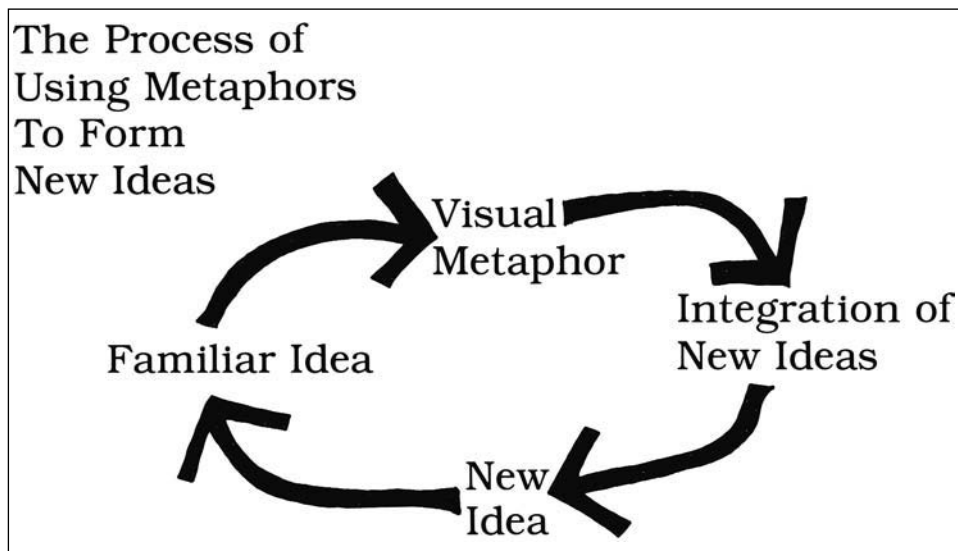 The Process of
Using Metaphors
To Form
New Ideas
Visual
Metaphor
Integration of
New Ideas
Familiar Idea
New
Idea